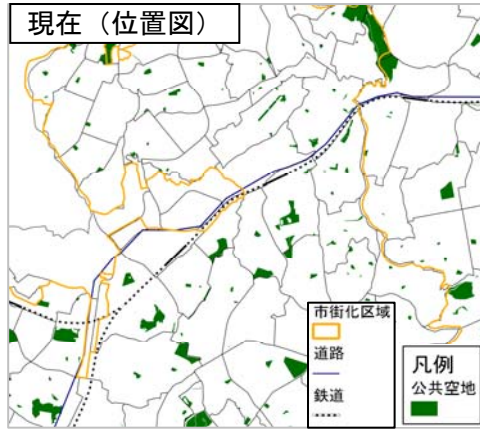 現在（位置図）
市街化区域
道路
鉄道
凡例
公共空地